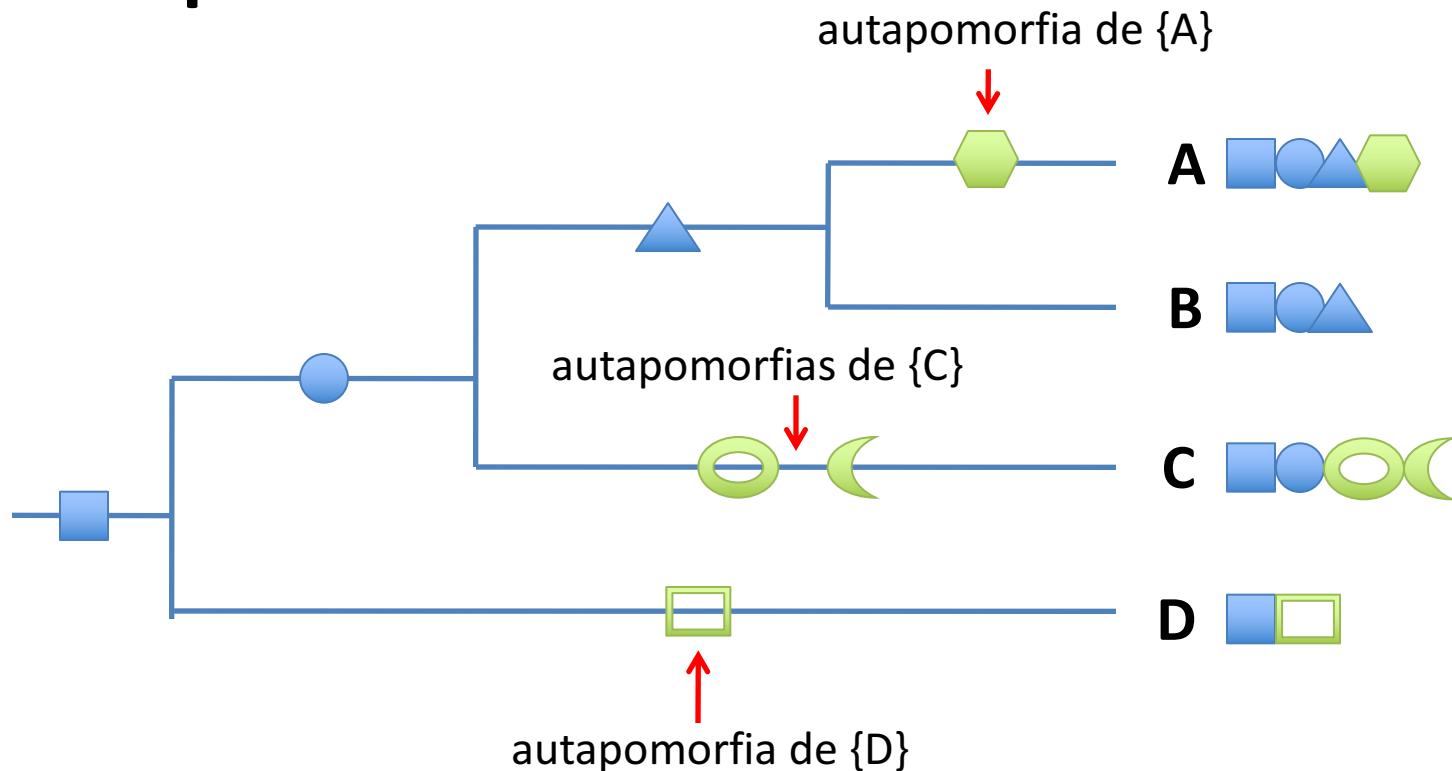 autapomorfia de {A}
A
B
autapomorfias de {C}
C
D
autapomorfia de {D}